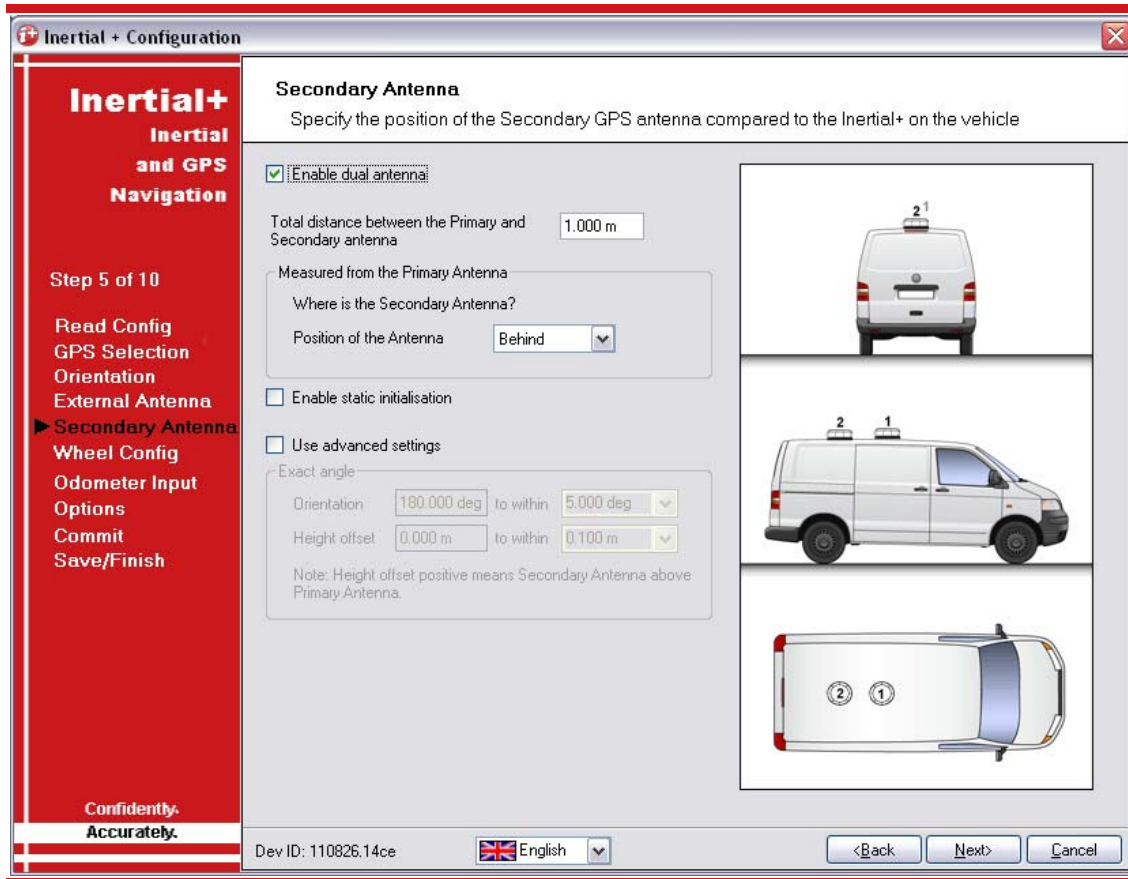 Inertial + Configuration
Inertial+
Inertial
and GPS
Navigation
Step 5 of 10
Read Config
GPS Selection
Orientation
External Antenna
Secondary Antenna
Wheel Config
Odometer Input
Options
Commit
Save/Finish
Confidently.
Accurately.
Secondary Antenna
Specify the position of the Secondary GPS antenna compared to the Inertial+ on the vehicle
Enable dual antenna
Total distance between the Primary and
Secondary antenna
1.000 m
Measured from the Primary Antenna
Where is the Secondary Antenna?
Position of the Antenna Behind
Enable static initialisation
Use advanced settings
Exact angle
Orientation 180.000 deg to within 5.000 deg
Height offset 0.000 m to within 0.100 m
Note: Height offset positive means Secondary Antenna above
Primary Antenna.
2 1
2 1
2 1
Dev ID: 110826.14ce English <Back Next> Cancel